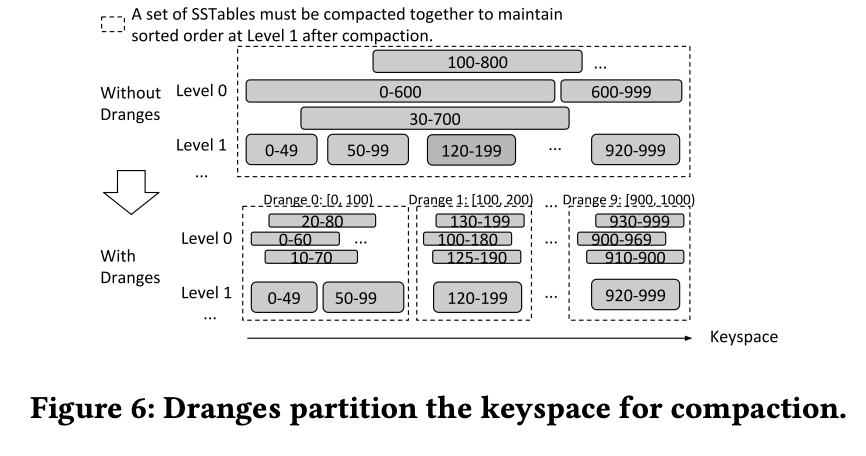 A set of SSTables must be compacted together to maintain
sorted order at Level 1 after compaction.
100-800 ...
Without
Dranges
Level 0 0-600 600-999
30-700
Level 1 0-49 50-99 120-199 ... 920-999
...
Drange 0: [0, 100) Drange 1: [100, 200) ... Drange 9: [900, 1000)
20-80 130-199 930-999
Level 0 0-60 ... 100-180 ... 900-969
With
Dranges
10-70 125-190 910-900
Level 1 0-49 50-99 120-199 ... 920-999
...
Keyspace
Figure 6: Dranges partition the keyspace for compaction.